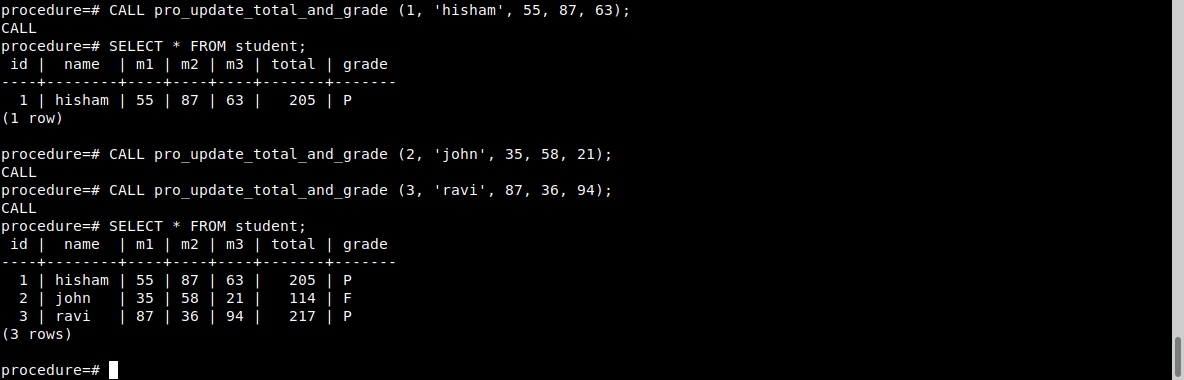 procedure=# CALL pro_update_total_and_grade (1, 'hisham', 55, 87, 63);
CALL
procedure=# SELECT * FROM student;
 id |  name  | m1 | m2 | m3 | total | grade
----+--------+----+----+----+-------+-------
  1 | hisham | 55 | 87 | 63 |   205 | P
(1 row)

procedure=# CALL pro_update_total_and_grade (2, 'john', 35, 58, 21);
CALL
procedure=# CALL pro_update_total_and_grade (3, 'ravi', 87, 36, 94);
CALL
procedure=# SELECT * FROM student;
 id |  name  | m1 | m2 | m3 | total | grade
----+--------+----+----+----+-------+-------
  1 | hisham | 55 | 87 | 63 |   205 | P
  2 | john   | 35 | 58 | 21 |   114 | F
  3 | ravi   | 87 | 36 | 94 |   217 | P
(3 rows)

procedure=#